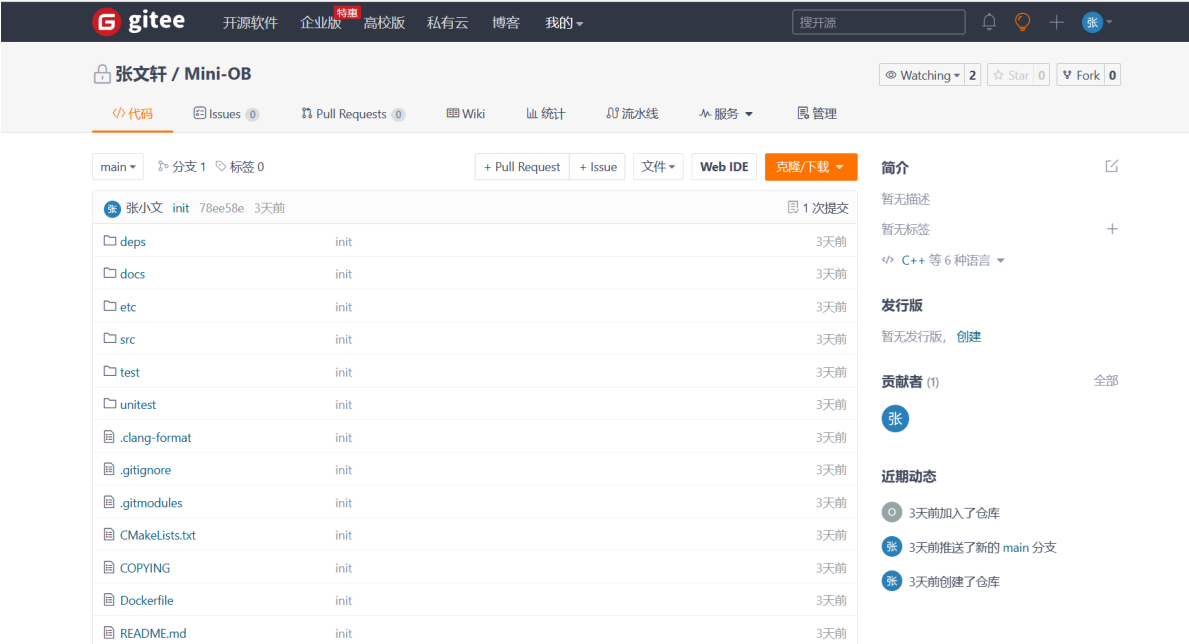 gitee 开源软件 企业版 特惠 高校版 私有云 博客 我的 搜开源 张
张文轩 / Mini-OB Watching 2 Star 0 Fork 0
代码 Issues 0 Pull Requests 0 Wiki 统计 流水线 服务 管理
main 分支 1 标签 0 + Pull Request + Issue 文件 Web IDE 克隆/下载
张 张小文 init 78ee58e 3天前 1 次提交
deps init 3天前
docs init 3天前
etc init 3天前
src init 3天前
test init 3天前
unitest init 3天前
.clang-format init 3天前
.gitignore init 3天前
.gitmodules init 3天前
CMakeLists.txt init 3天前
COPYING init 3天前
Dockerfile init 3天前
README.md init 3天前
简介
暂无描述
暂无标签
C++ 等 6 种语言
发行版
暂无发行版， 创建
贡献者 (1) 全部
张
近期动态
O 3天前加入了仓库
张 3天前推送了新的 main 分支
张 3天前创建了仓库